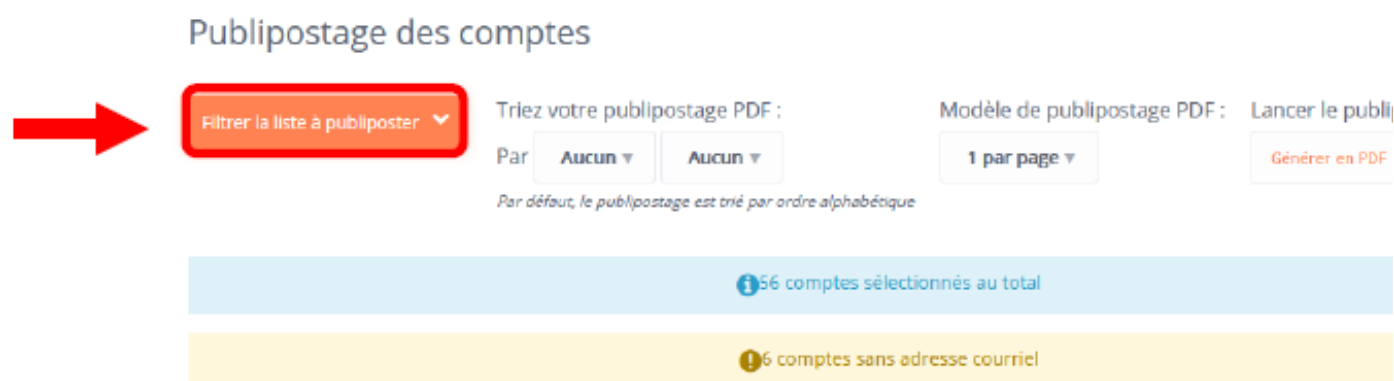 Publipostage des comptes
Filtrer la liste à publiposter
Triez votre publipostage PDF :
Par Aucun Aucun
Par défaut, le publipostage est trié par ordre alphabétique
Modèle de publipostage PDF :
1 par page
Lancer le publi
Générer en PDF
56 comptes sélectionnés au total
6 comptes sans adresse courriel